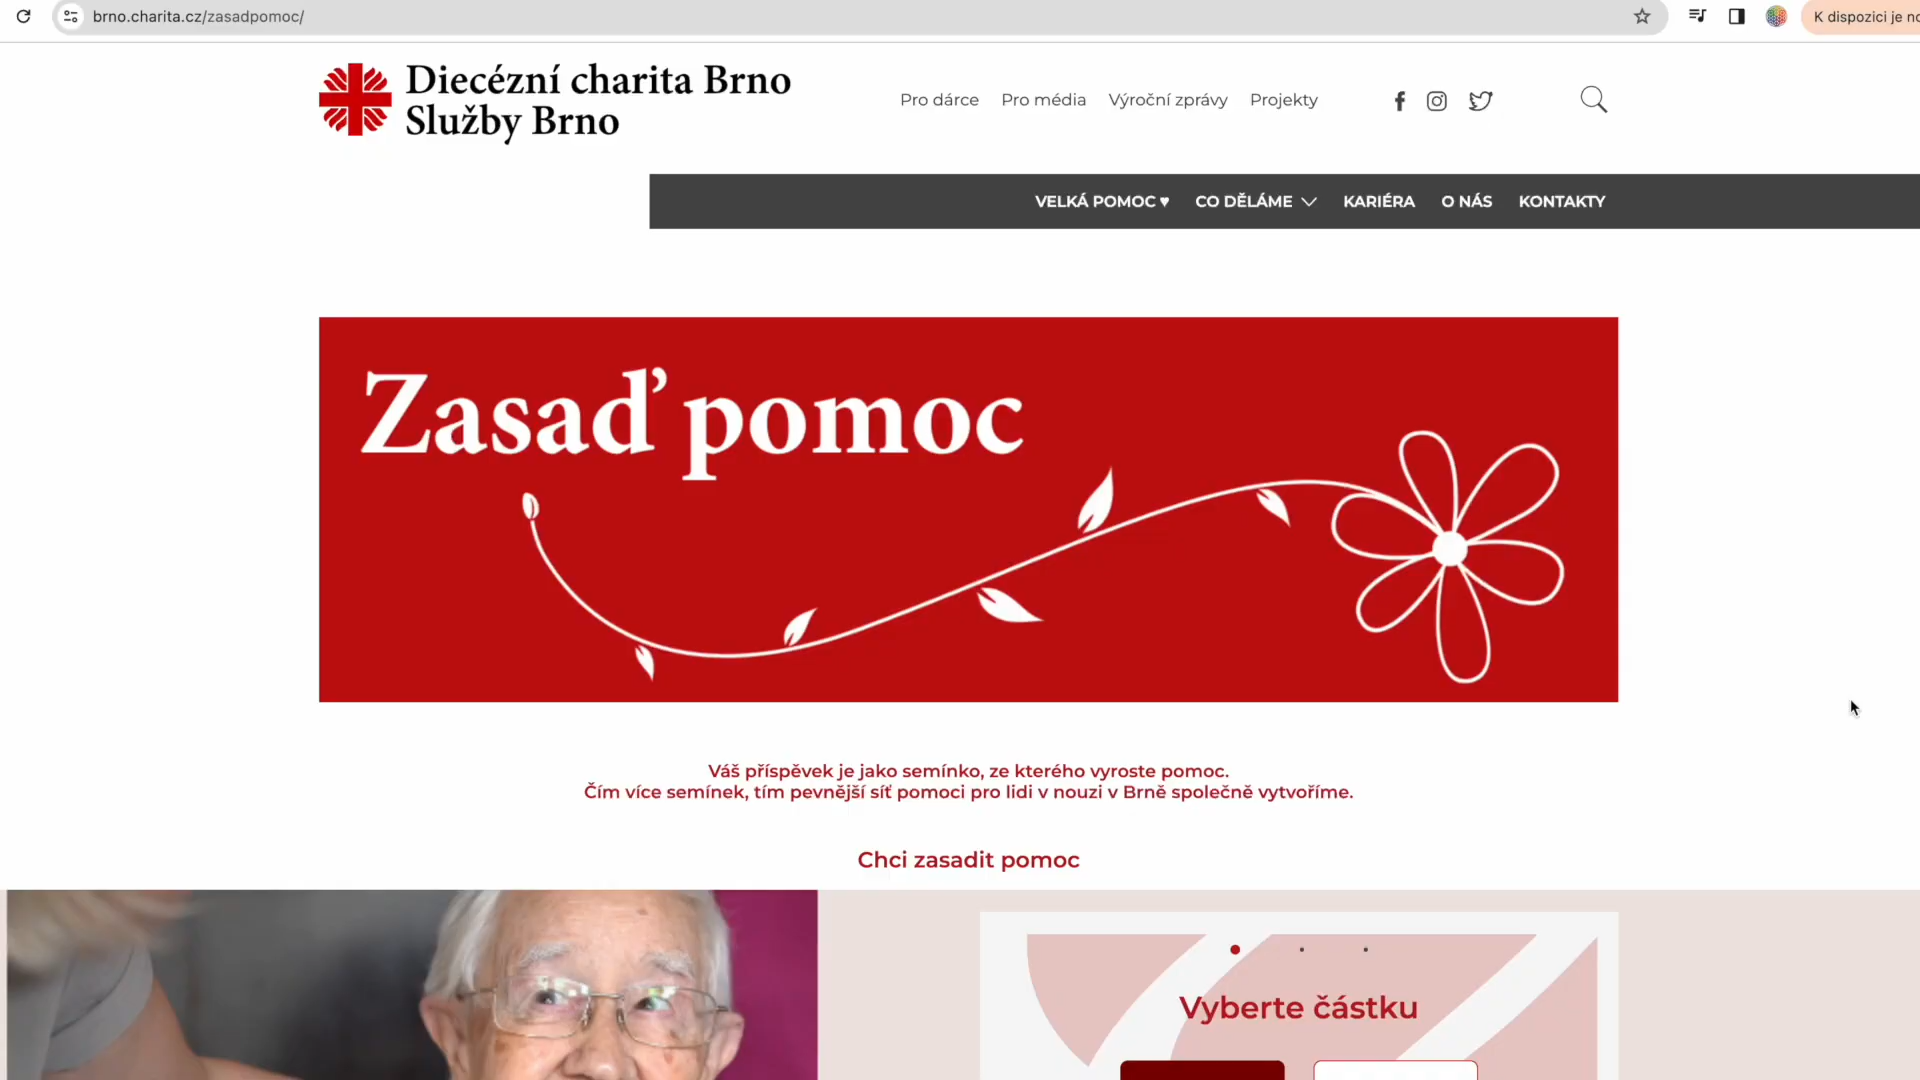 brno.charita.cz/zasadpomoc/
K dispozici je no
Diecézní charita Brno
Služby Brno
Pro dárce
Pro média
Výroční zprávy
Projekty
VELKÁ POMOC ♥
CO DĚLÁME
KARIÉRA
O NÁS
KONTAKTY
Zasaď pomoc
Váš příspěvek je jako semínko, ze kterého vyroste pomoc.
Čím více semínek, tím pevnější síť pomoci pro lidi v nouzi v Brně společně vytvoříme.
Chci zasadit pomoc
Vyberte částku